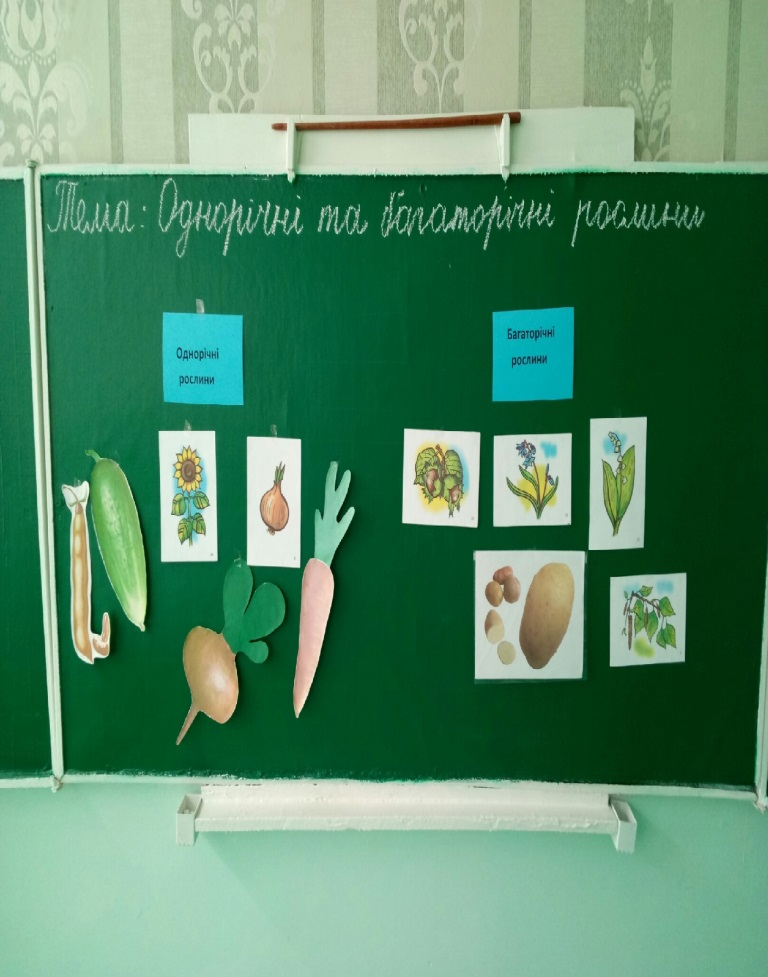 Тема: Однорічні та багаторічні рослини
Однорічні
рослини
Багаторічні
рослини